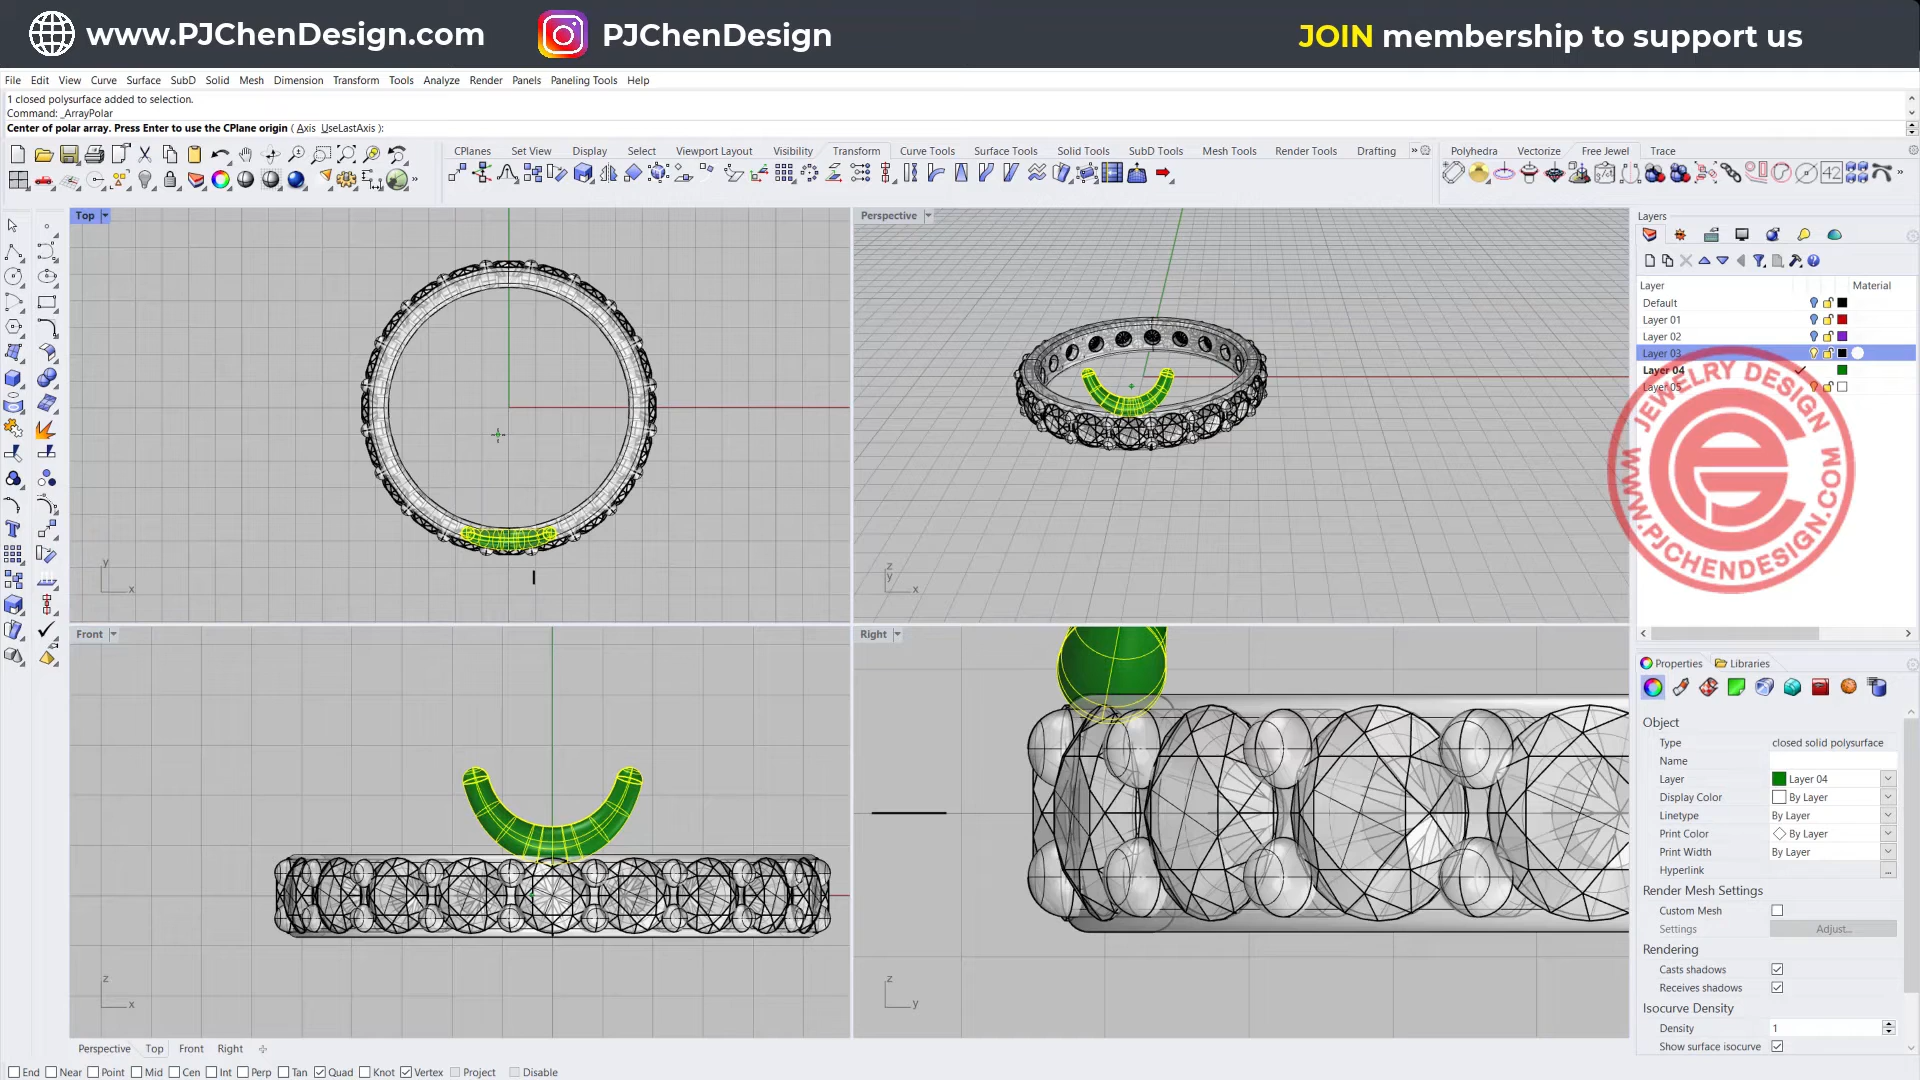 www.PJChenDesign.com
PJChenDesign
JOIN membership to support us
File Edit View Curve Surface SubD Solid Mesh Dimension Transform Tools Analyze Render Panels Paneling Tools Help
1 closed polysurface added to selection.
Command: _ArrayPolar
Center of polar array. Press Enter to use the CPlane origin ( Axis UseLastAxis ):
CPlanes Set View Display Select Viewport Layout Visibility Transform Curve Tools Surface Tools Solid Tools SubD Tools Mesh Tools Render Tools Drafting »
Polyhedra Vectorize Free Jewel Trace
42
Top
Perspective
Layers
Layer Material
Default
Layer 01
Layer 02
Layer 03
Layer 04
Layer 05
JEWELRY DESIGN
WWW.PJCHENDESIGN.COM
y
x
z
y
x
Front
Right
z
x
z
y
Properties Libraries
Object
Type closed solid polysurface
Name
Layer Layer 04
Display Color By Layer
Linetype By Layer
Print Color By Layer
Print Width By Layer
Hyperlink ...
Render Mesh Settings
Custom Mesh
Settings Adjust...
Rendering
Casts shadows
Receives shadows
Isocurve Density
Density 1
Show surface isocurve
Perspective Top Front Right
End Near Point Mid Cen Int Perp Tan Quad Knot Vertex Project Disable